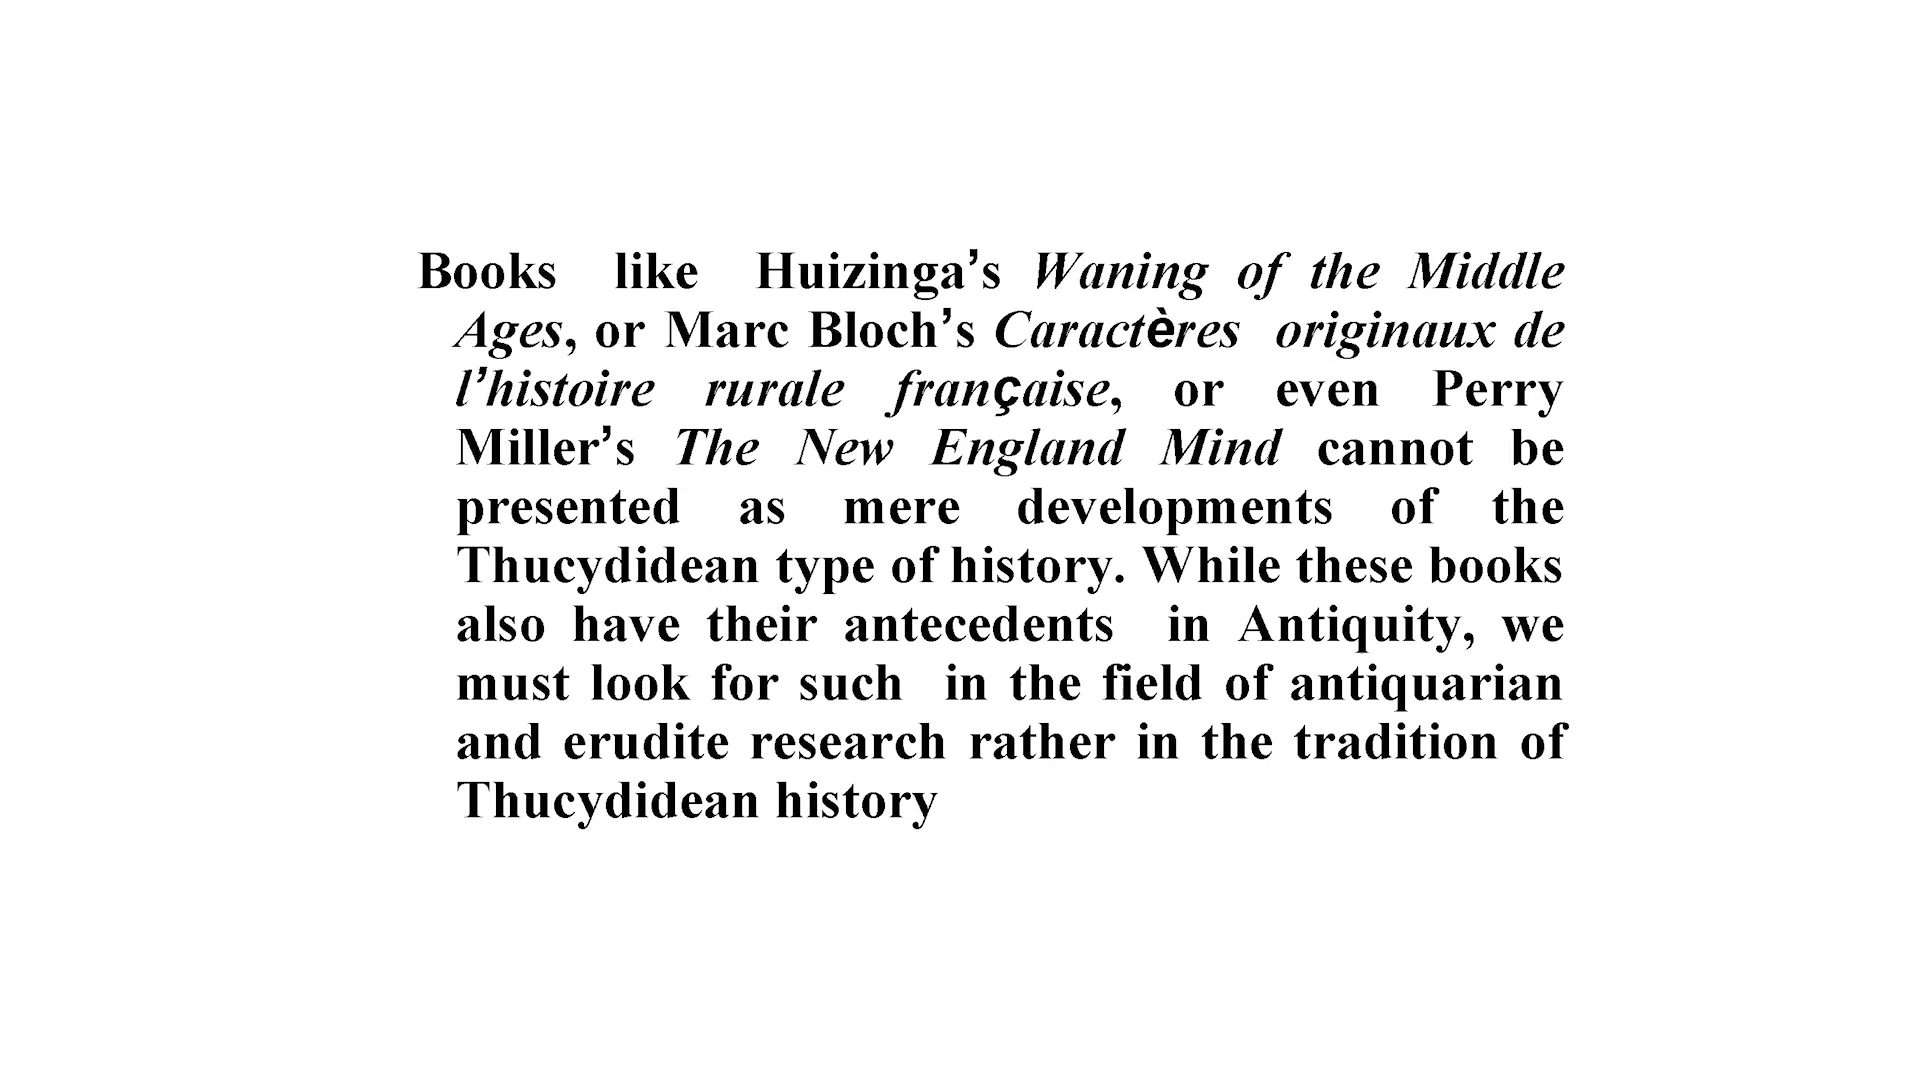 Books like Huizinga’s Waning of the Middle
Ages, or Marc Bloch’s Caractères originaux de
l’histoire rurale française, or even Perry
Miller’s The New England Mind cannot be
presented as mere developments of the
Thucydidean type of history. While these books
also have their antecedents in Antiquity, we
must look for such in the field of antiquarian
and erudite research rather in the tradition of
Thucydidean history